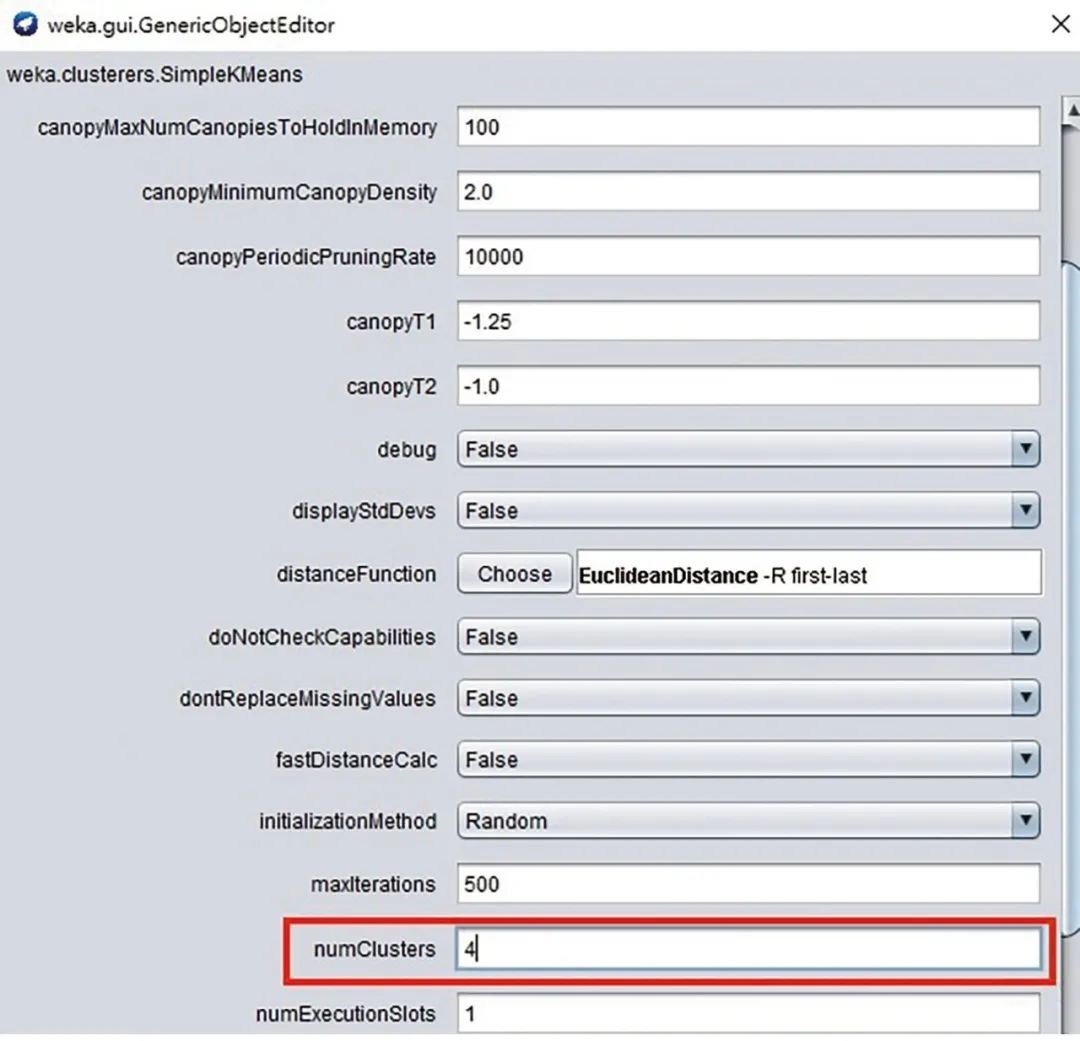 weka.gui.GenericObjectEditor
weka.clusterers.SimpleKMeans
canopyMaxNumCanopiesToHoldInMemory 100
canopyMinimumCanopyDensity 2.0
canopyPeriodicPruningRate 10000
canopyT1 -1.25
canopyT2 -1.0
debug False
displayStdDevs False
distanceFunction Choose EuclideanDistance -R first-last
doNotCheckCapabilities False
dontReplaceMissingValues False
fastDistanceCalc False
initializationMethod Random
maxIterations 500
numClusters 4
numExecutionSlots 1